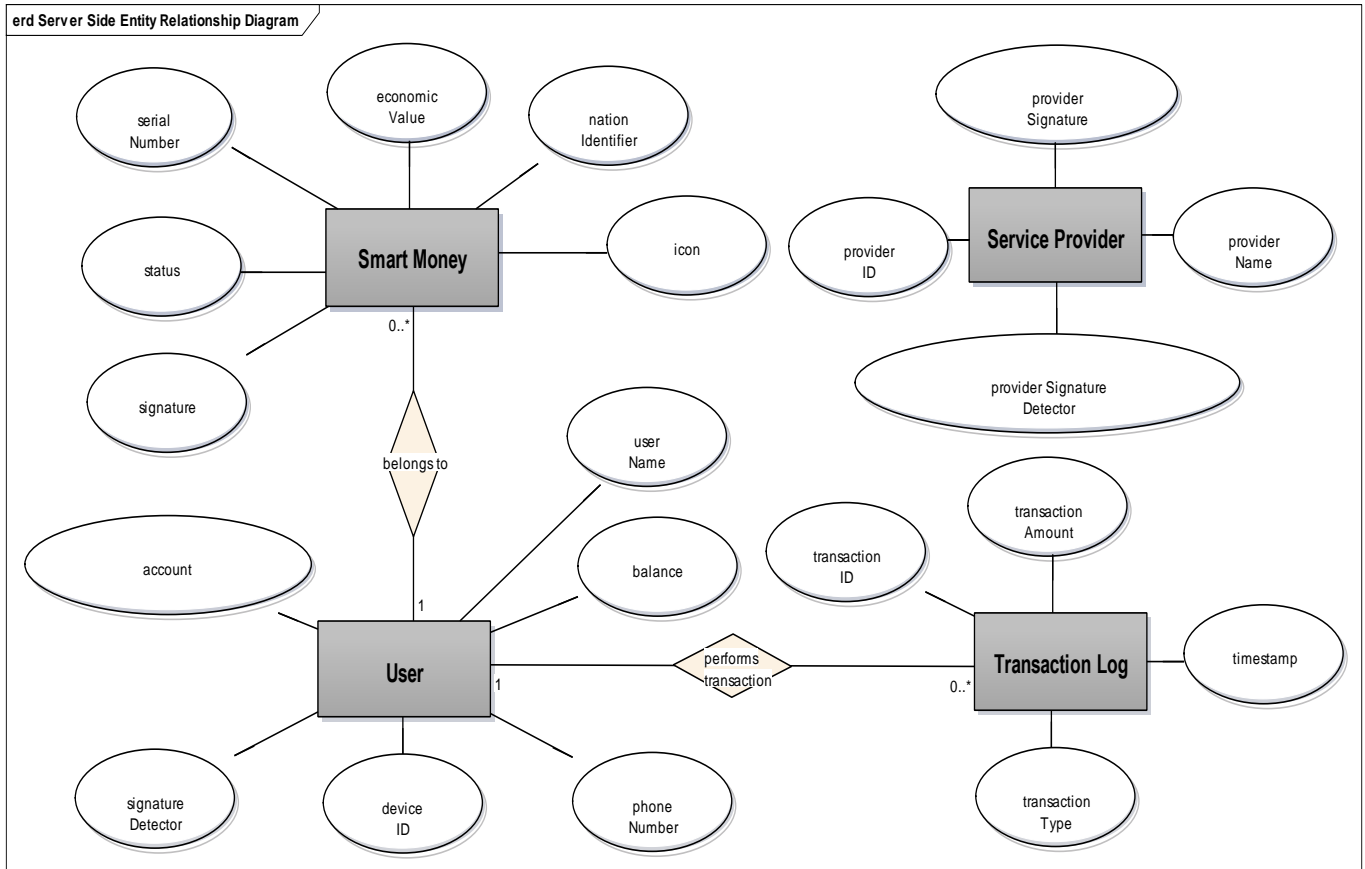 erd Server Side Entity Relationship Diagram
economic
Value
serial
Number
nation
Identifier
provider
Signature
Smart Money
icon
status
signature
0..*
Service Provider
provider
ID
provider
Name
provider Signature
Detector
belongs to
user
Name
account
balance
1
User
1
performs
transaction
0..*
transaction
Amount
transaction
ID
Transaction Log
timestamp
signature
Detector
device
ID
phone
Number
transaction
Type